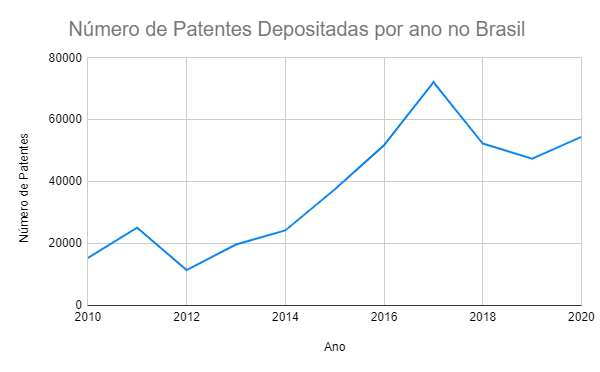 Número de Patentes Depositadas por ano no Brasil
80000
60000
40000
20000
0
Número de Patentes
2010 2012 2014 2016 2018 2020
Ano